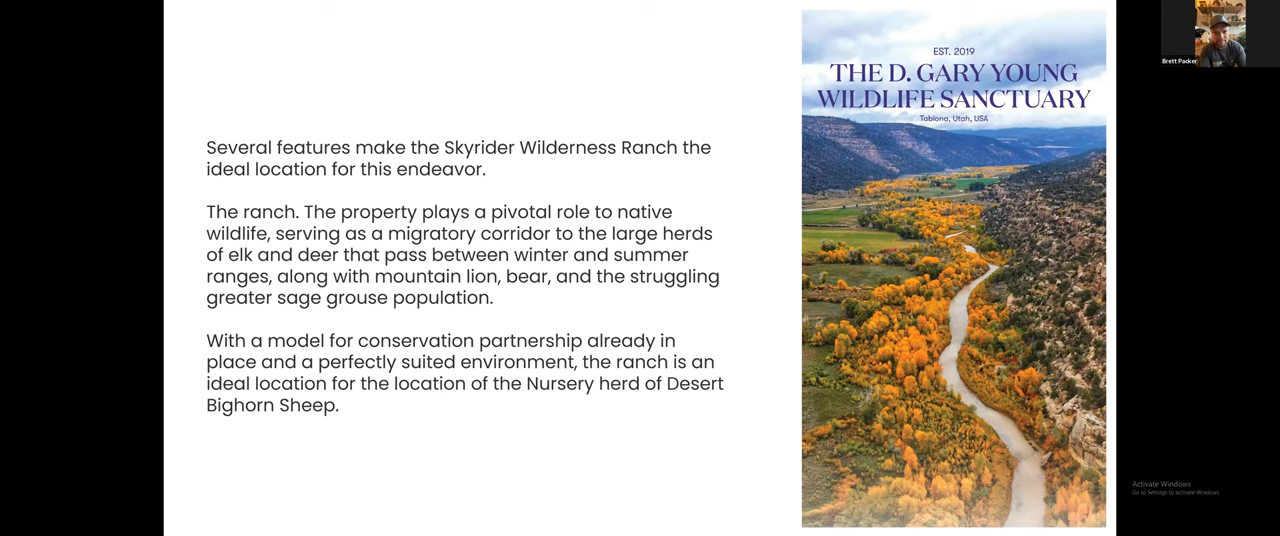 Several features make the Skyrider Wilderness Ranch the
ideal location for this endeavor.
The ranch. The property plays a pivotal role to native
wildlife, serving as a migratory corridor to the large herds
of elk and deer that pass between winter and summer
ranges, along with mountain lion, bear, and the struggling
greater sage grouse population.
With a model for conservation partnership already in
place and a perfectly suited environment, the ranch is an
ideal location for the location of the Nursery herd of Desert
Bighorn Sheep.
EST. 2019
THE D. GARY YOUNG
WILDLIFE SANCTUARY
Tabiona, Utah, USA
Brett Packer
Activate Windows
Go to Settings to activate Windows.